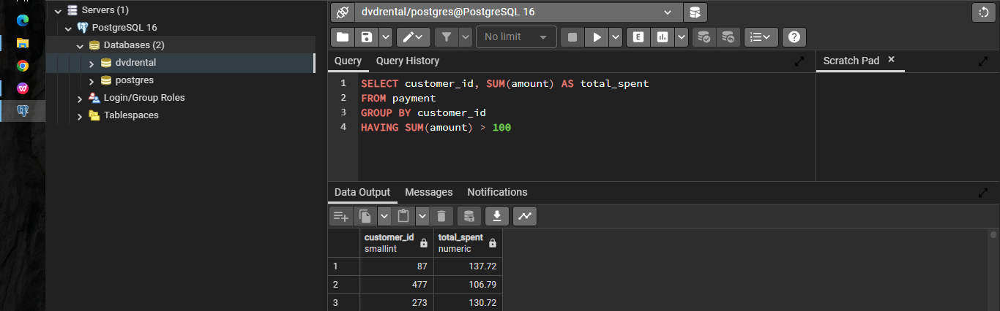 Servers (1)
PostgreSQL 16
Databases (2)
dvdrental
postgres
Login/Group Roles
Tablespaces
dvdrental/postgres@PostgreSQL 16
No limit
E
Query
Query History
Scratch Pad
1 SELECT customer_id, SUM(amount) AS total_spent
2 FROM payment
3 GROUP BY customer_id
4 HAVING SUM(amount) > 100
Data Output
Messages
Notifications
customer_id smallint
total_spent numeric
1 87 137.72
2 477 106.79
3 273 130.72